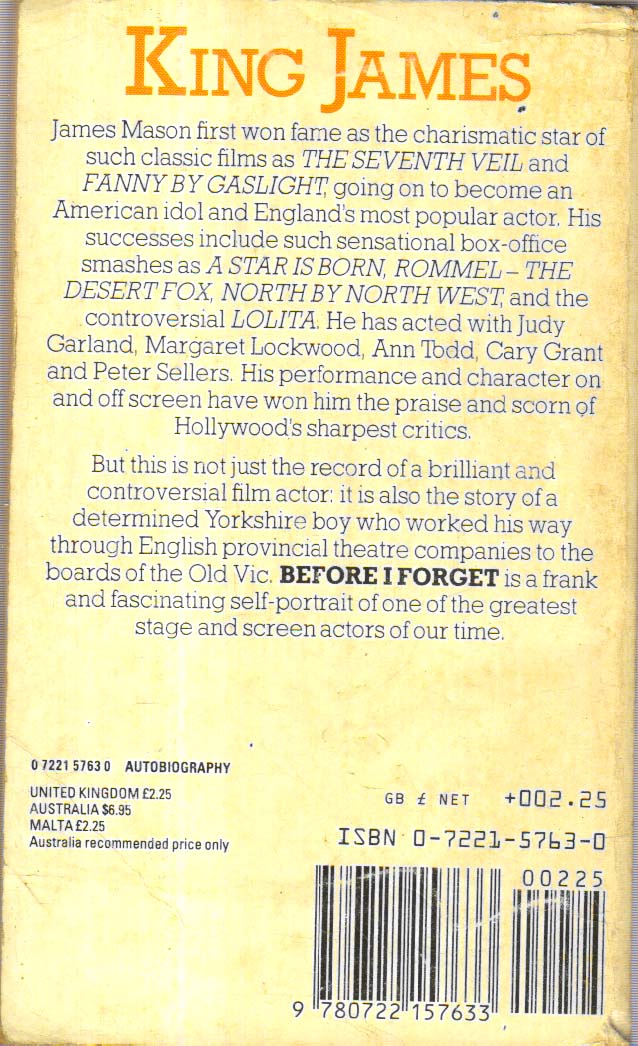 KING JAMES
James Mason first won fame as the charismatic star of
such classic films as THE SEVENTH VEIL and
FANNY BY GASLIGHT, going on to become an
American idol and England's most popular actor. His
successes include such sensational box-office
smashes as A STAR IS BORN, ROMMEL – THE
DESERT FOX, NORTH BY NORTH WEST, and the
controversial LOLITA. He has acted with Judy
Garland, Margaret Lockwood, Ann Todd, Cary Grant
and Peter Sellers. His performance and character on
and off screen have won him the praise and scorn of
Hollywood's sharpest critics.
But this is not just the record of a brilliant and
controversial film actor: it is also the story of a
determined Yorkshire boy who worked his way
through English provincial theatre companies to the
boards of the Old Vic. BEFORE I FORGET is a frank
and fascinating self-portrait of one of the greatest
stage and screen actors of our time.
0 7221 5763 0 AUTOBIOGRAPHY
UNITED KINGDOM £2.25
AUSTRALIA $6.95
MALTA £2.25
Australia recommended price only
GB £ NET +002.25
ISBN 0-7221-5763-0
00225
9 780722 157633